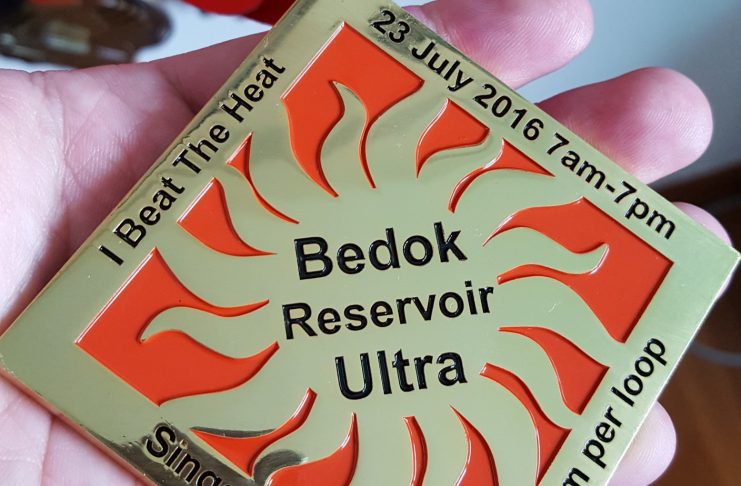 I Beat The Heat
23 July 2016 7am-7pm
Bedok
Reservoir
Ultra
per loop